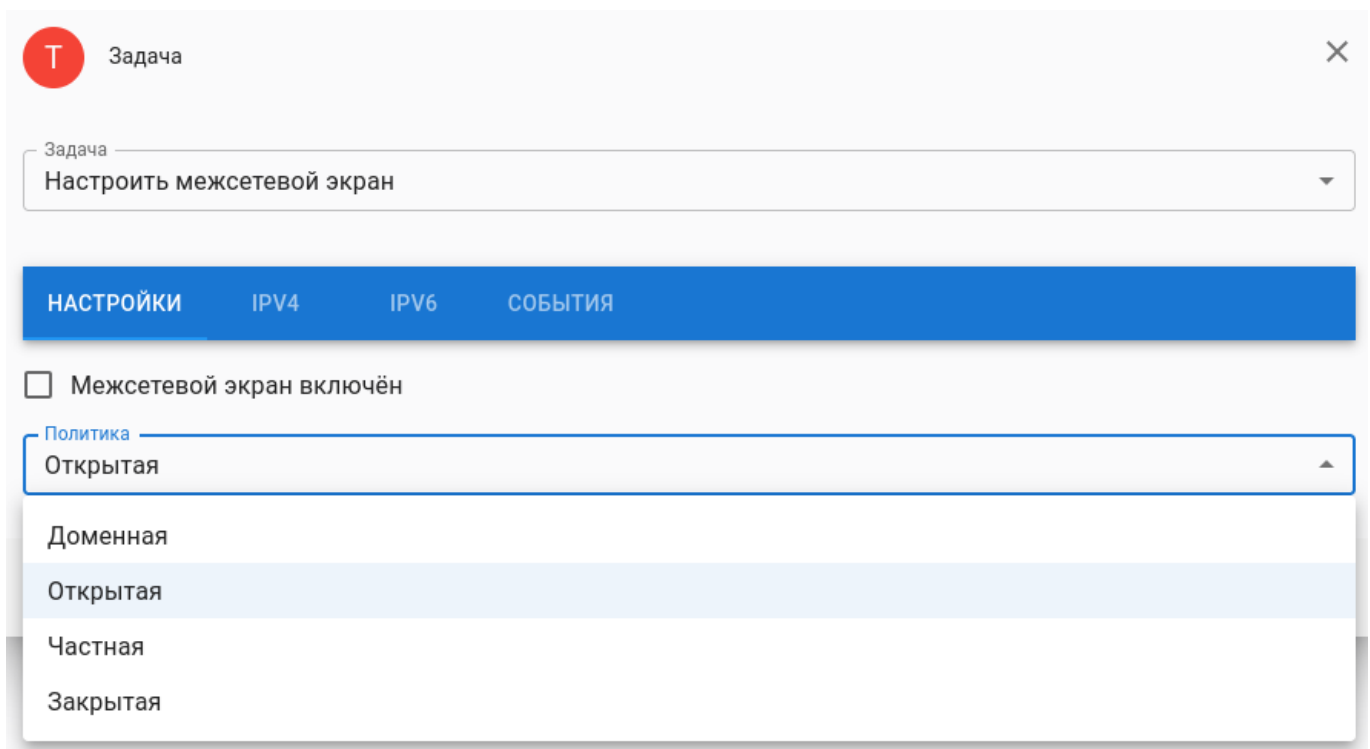 Т Задача
Задача
Настроить межсетевой экран
НАСТРОЙКИ IPV4 IPV6 СОБЫТИЯ
Межсетевой экран включён
Политика
Открытая
Доменная
Открытая
Частная
Закрытая